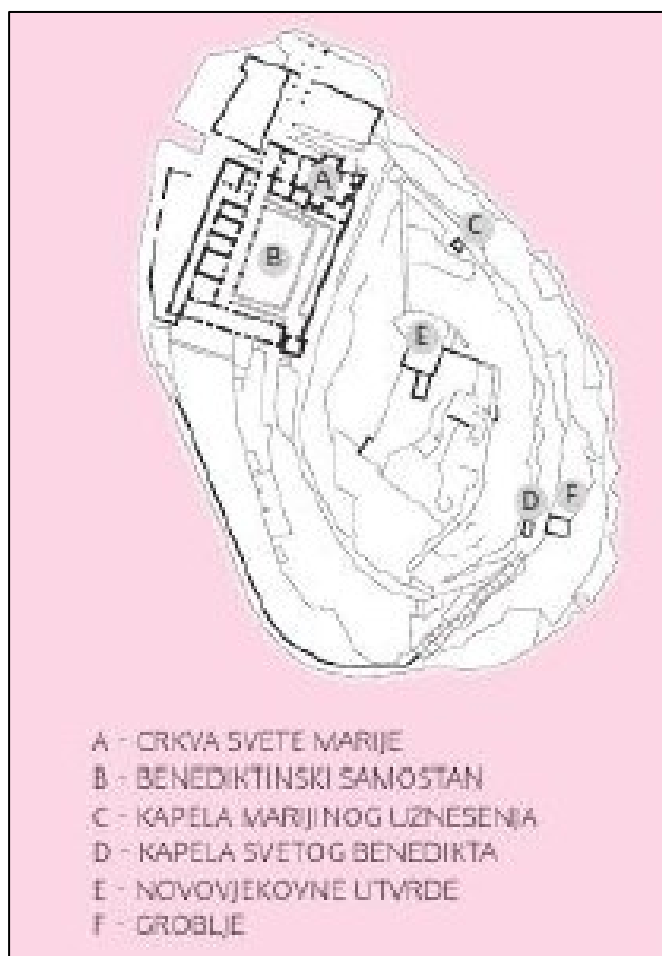 A
B
C
E
D
F
A - CRKVA SVETE MARIJE
B - BENEDIKTINSKI SAMOSTAN
C - KAPELA MARIJINOG UZNESENJA
D - KAPELA SVETOG BENEDIKTA
E - NOVOVJEKOVNE UTVRDE
F - GROBLJE